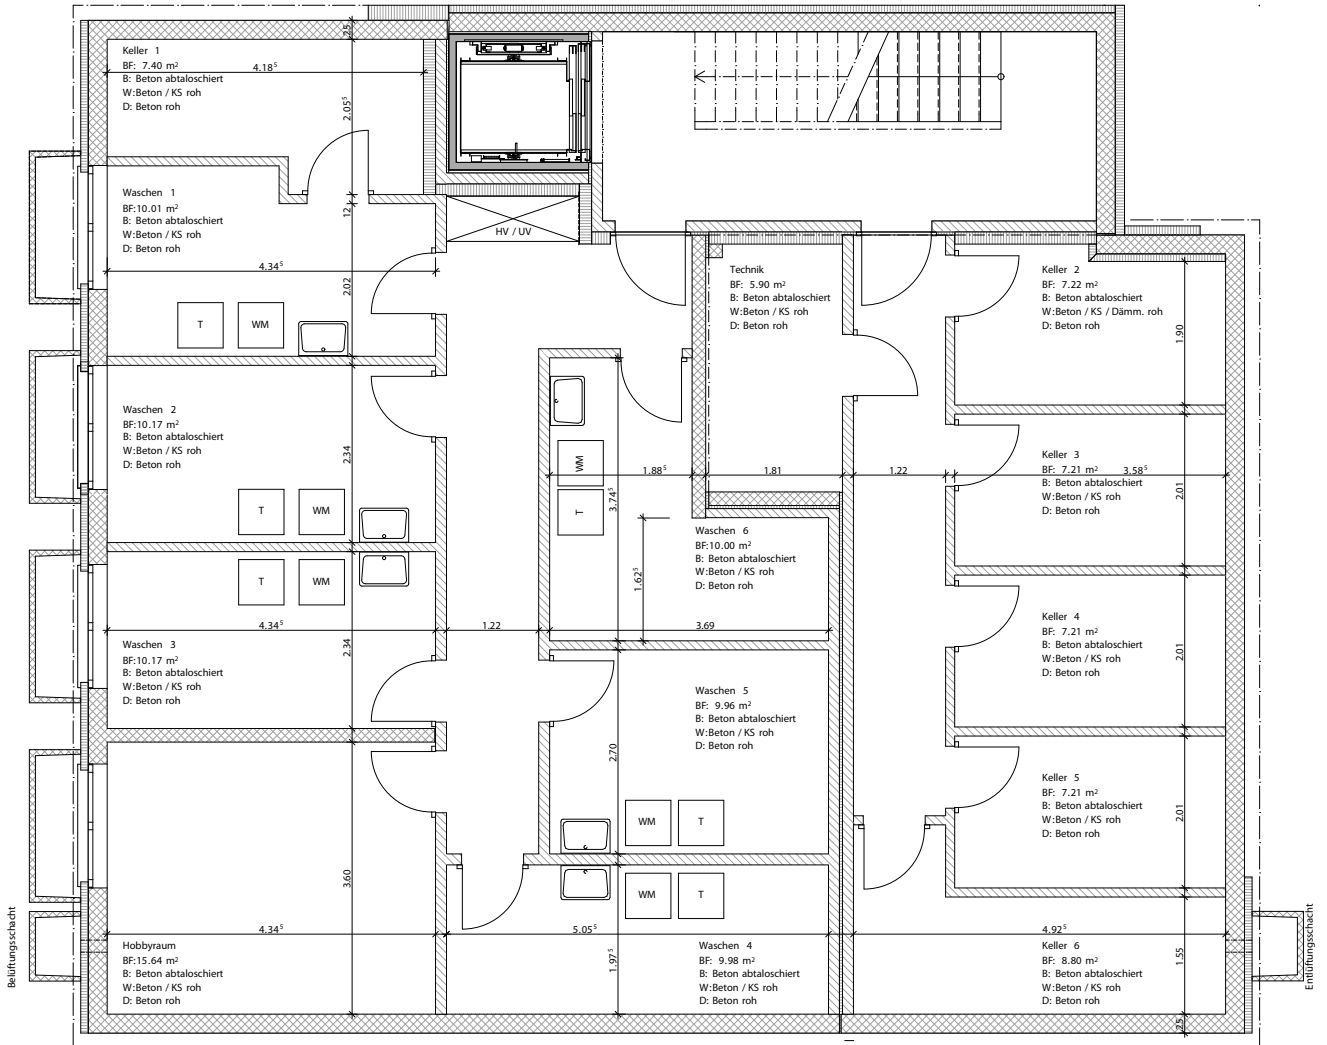 Keller 1
BF: 7.40 m²
B: Beton abtaloschiert
W:Beton / KS roh
D: Beton roh
4.18⁵
25
2.05⁵
12
Waschen 1
BF:10.01 m²
B: Beton abtaloschiert
W:Beton / KS roh
D: Beton roh
4.34⁵
2.02
T
WM
HV / UV
Technik
BF: 5.90 m²
B: Beton abtaloschiert
W:Beton / KS roh
D: Beton roh
Keller 2
BF: 7.22 m²
B: Beton abtaloschiert
W:Beton / KS / Dämm. roh
D: Beton roh
1.90
Waschen 2
BF:10.17 m²
B: Beton abtaloschiert
W:Beton / KS roh
D: Beton roh
2.34
T
WM
WM
T
1.88⁵
1.81
1.22
3.58⁵
3.74⁵
Keller 3
BF: 7.21 m²
B: Beton abtaloschiert
W:Beton / KS roh
D: Beton roh
2.01
Waschen 6
BF:10.00 m²
B: Beton abtaloschiert
W:Beton / KS roh
D: Beton roh
1.62⁵
T
WM
4.34⁵
1.22
3.69
Waschen 3
BF:10.17 m²
B: Beton abtaloschiert
W:Beton / KS roh
D: Beton roh
2.34
Keller 4
BF: 7.21 m²
B: Beton abtaloschiert
W:Beton / KS roh
D: Beton roh
2.01
Waschen 5
BF: 9.96 m²
B: Beton abtaloschiert
W:Beton / KS roh
D: Beton roh
2.70
WM
T
Keller 5
BF: 7.21 m²
B: Beton abtaloschiert
W:Beton / KS roh
D: Beton roh
2.01
3.60
WM
T
4.34⁵
5.05⁵
4.92⁵
Hobbyraum
BF:15.64 m²
B: Beton abtaloschiert
W:Beton / KS roh
D: Beton roh
1.97⁵
Waschen 4
BF: 9.98 m²
B: Beton abtaloschiert
W:Beton / KS roh
D: Beton roh
Keller 6
BF: 8.80 m²
B: Beton abtaloschiert
W:Beton / KS roh
D: Beton roh
1.55
25
Belüftungsschacht
Entlüftungsschacht